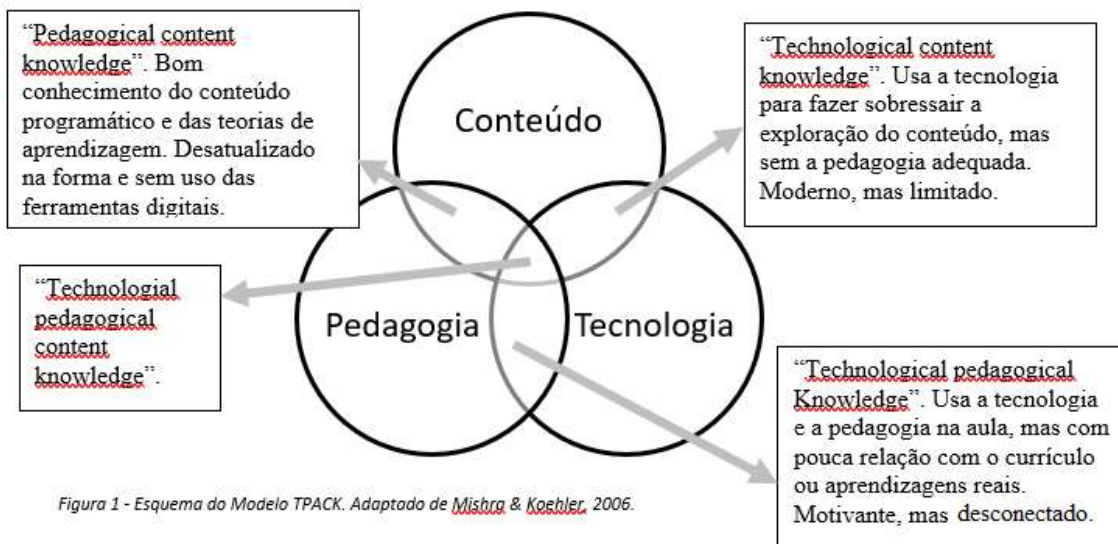 “Pedagogical content
knowledge”. Bom
conhecimento do conteúdo
programático e das teorias de
aprendizagem. Desatualizado
na forma e sem uso das
ferramentas digitais.
Conteúdo
“Technological content
knowledge”. Usa a tecnologia
para fazer sobressair a
exploração do conteúdo, mas
sem a pedagogia adequada.
Moderno, mas limitado.
“Technologial
pedagogical
content
knowledge”.
Pedagogia
Tecnologia
“Technological pedagogical
Knowledge”. Usa a tecnologia
e a pedagogia na aula, mas com
pouca relação com o currículo
ou aprendizagens reais.
Motivante, mas desconectado.
Figura 1 - Esquema do Modelo TPACK. Adaptado de Mishra & Koehler, 2006.